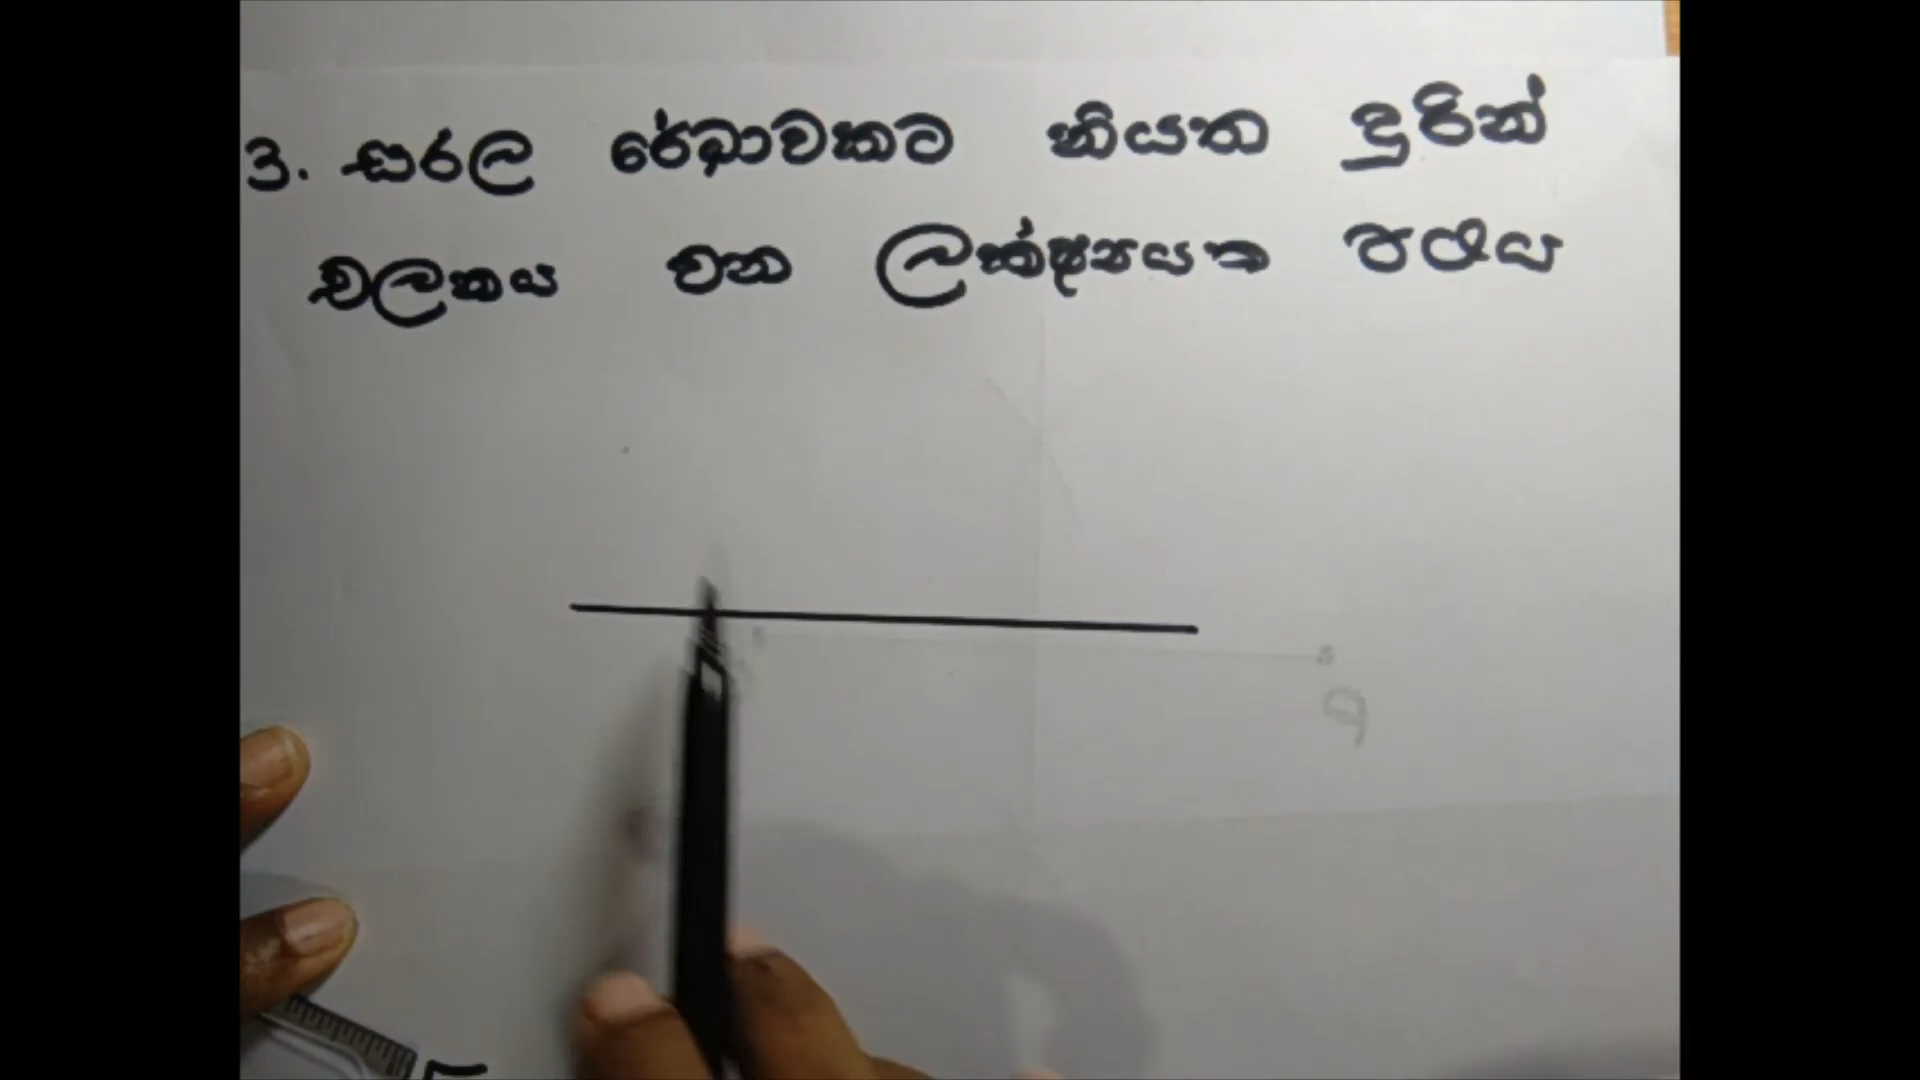 3. සරල රේඛාවකට නියත දුරින්
චලනය වන ලක්ෂ්‍යයක පථය